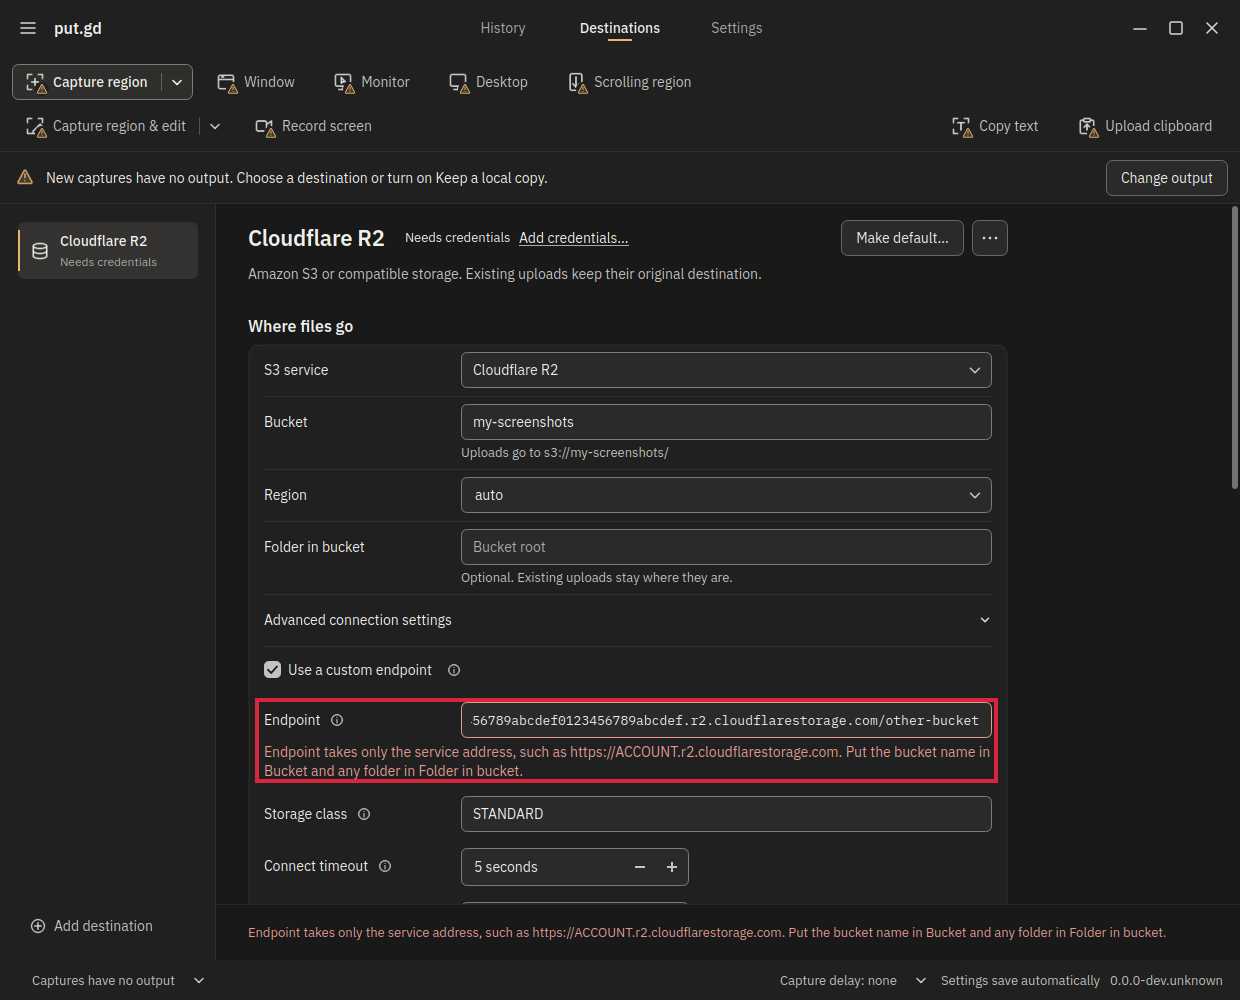 put.gd
History
Destinations
Settings
Capture region
Window
Monitor
Desktop
Scrolling region
Capture region & edit
Record screen
Copy text
Upload clipboard
New captures have no output. Choose a destination or turn on Keep a local copy.
Change output
Cloudflare R2
Needs credentials
Cloudflare R2
Needs credentials
Add credentials...
Make default...
Amazon S3 or compatible storage. Existing uploads keep their original destination.
Where files go
S3 service
Cloudflare R2
Bucket
my-screenshots
Uploads go to s3://my-screenshots/
Region
auto
Folder in bucket
Bucket root
Optional. Existing uploads stay where they are.
Advanced connection settings
Use a custom endpoint
Endpoint
56789abcdef0123456789abcdef.r2.cloudflarestorage.com/other-bucket
Endpoint takes only the service address, such as https://ACCOUNT.r2.cloudflarestorage.com. Put the bucket name in
Bucket and any folder in Folder in bucket.
Storage class
STANDARD
Connect timeout
5 seconds
Add destination
Endpoint takes only the service address, such as https://ACCOUNT.r2.cloudflarestorage.com. Put the bucket name in Bucket and any folder in Folder in bucket.
Captures have no output
Capture delay: none
Settings save automatically
0.0.0-dev.unknown